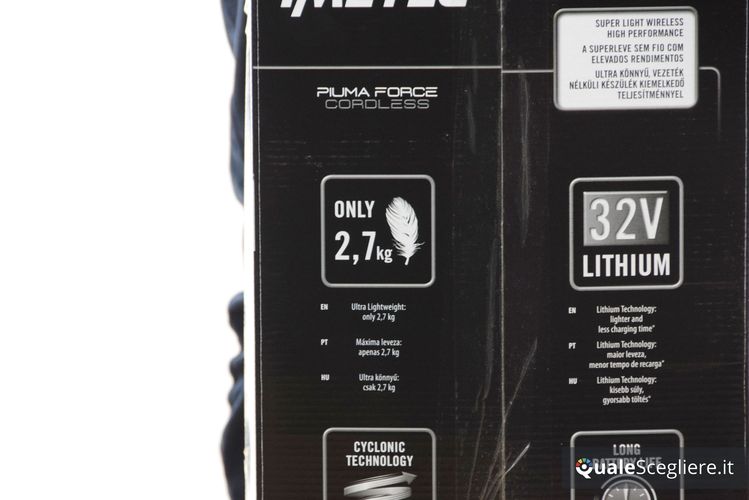 SUPER LIGHT WIRELESS
HIGH PERFORMANCE
A SUPERLEVE SEM FIO COM
ELEVADOS RENDIMENTOS
ULTRA KÖNNYŰ, VEZETÉK
NÉLKÜLI KÉSZÜLÉK KIEMELKEDŐ
TELJESÍTMÉNNYEL
PIUMA FORCE
CORDLESS
ONLY
2,7kg
EN Ultra Lightweight:
only 2,7 kg
PT Máxima leveza:
apenas 2,7 kg
HU Ultra könnyű:
csak 2,7 kg
CYCLONIC
TECHNOLOGY
32V
LITHIUM
EN Lithium Technology:
lighter and
less charging time*
PT Lithium Technology:
maior leveza,
menor tempo de recarga*
HU Lithium Technology:
kisebb súly,
gyorsabb töltés*
LONG
BATTERY LIFE
QualeScegliere.it